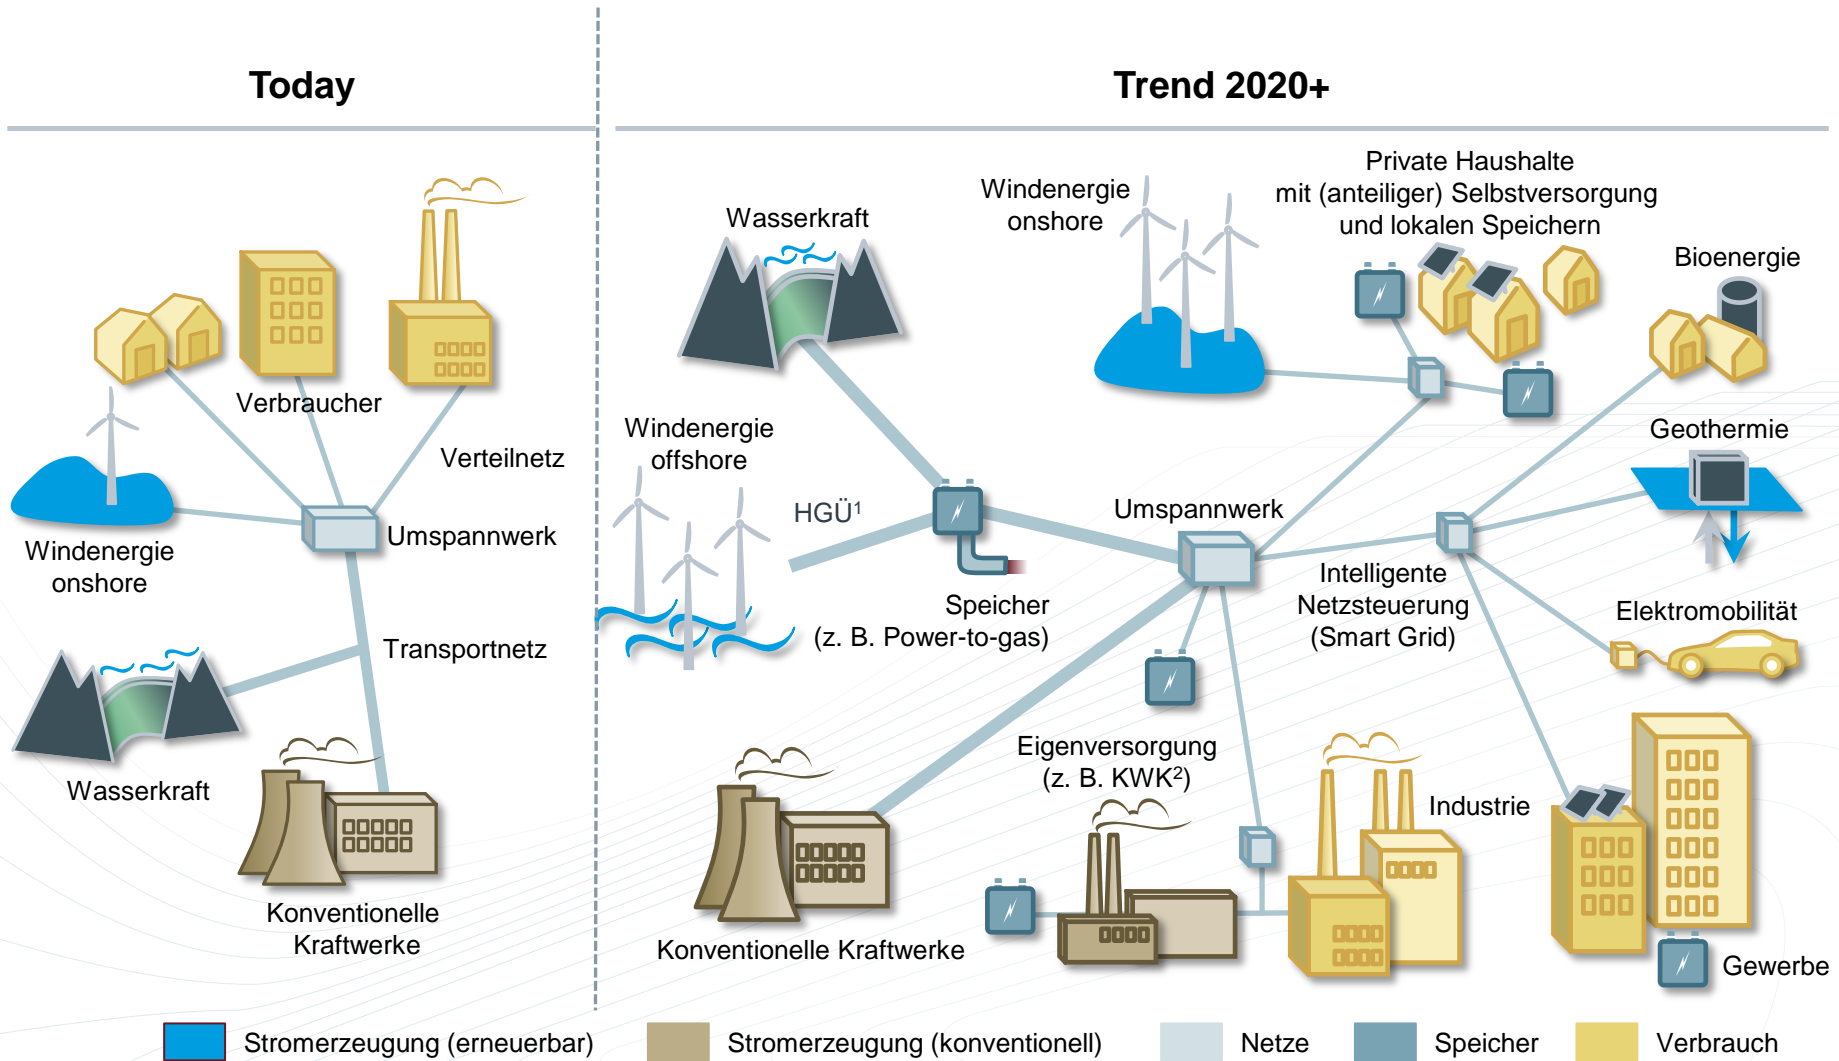 Today
Verbraucher
Verteilnetz
Umspannwerk
Windenergie
onshore
Transportnetz
Wasserkraft
Konventionelle
Kraftwerke
Trend 2020+
Wasserkraft
Windenergie
onshore
Private Haushalte
mit (anteiliger) Selbstversorgung
und lokalen Speichern
Bioenergie
Windenergie
offshore
HGÜ¹
Umspannwerk
Geothermie
Speicher
(z. B. Power-to-gas)
Intelligente
Netzsteuerung
(Smart Grid)
Elektromobilität
Eigenversorgung
(z. B. KWK²)
Industrie
Konventionelle Kraftwerke
Gewerbe
Stromerzeugung (erneuerbar)
Stromerzeugung (konventionell)
Netze
Speicher
Verbrauch